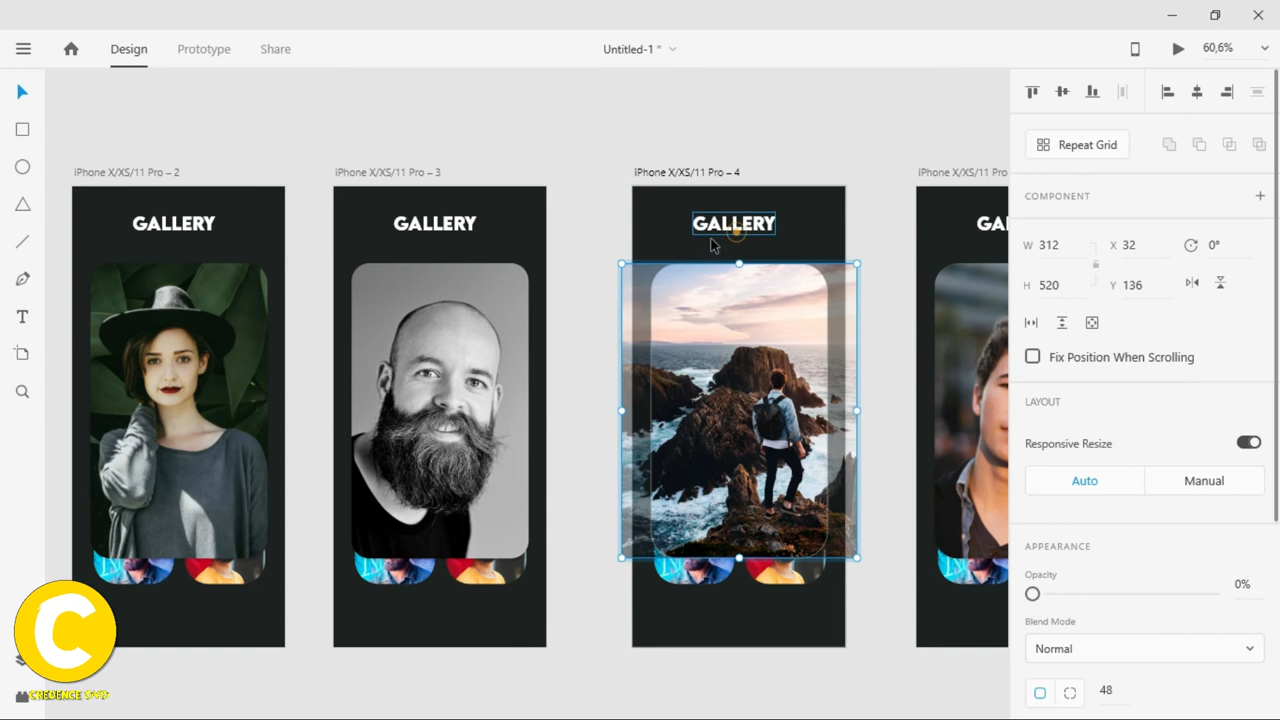 Design
Prototype
Share
Untitled-1 *
60,6%
iPhone X/XS/11 Pro – 2
iPhone X/XS/11 Pro – 3
iPhone X/XS/11 Pro – 4
iPhone X/XS/11 Pro
GALLERY
GALLERY
GALLERY
GA
Repeat Grid
COMPONENT
W 312
X 32
0°
H 520
Y 136
Fix Position When Scrolling
LAYOUT
Responsive Resize
Auto
Manual
APPEARANCE
Opacity
0%
Blend Mode
Normal
48
T
C
CREDENCE